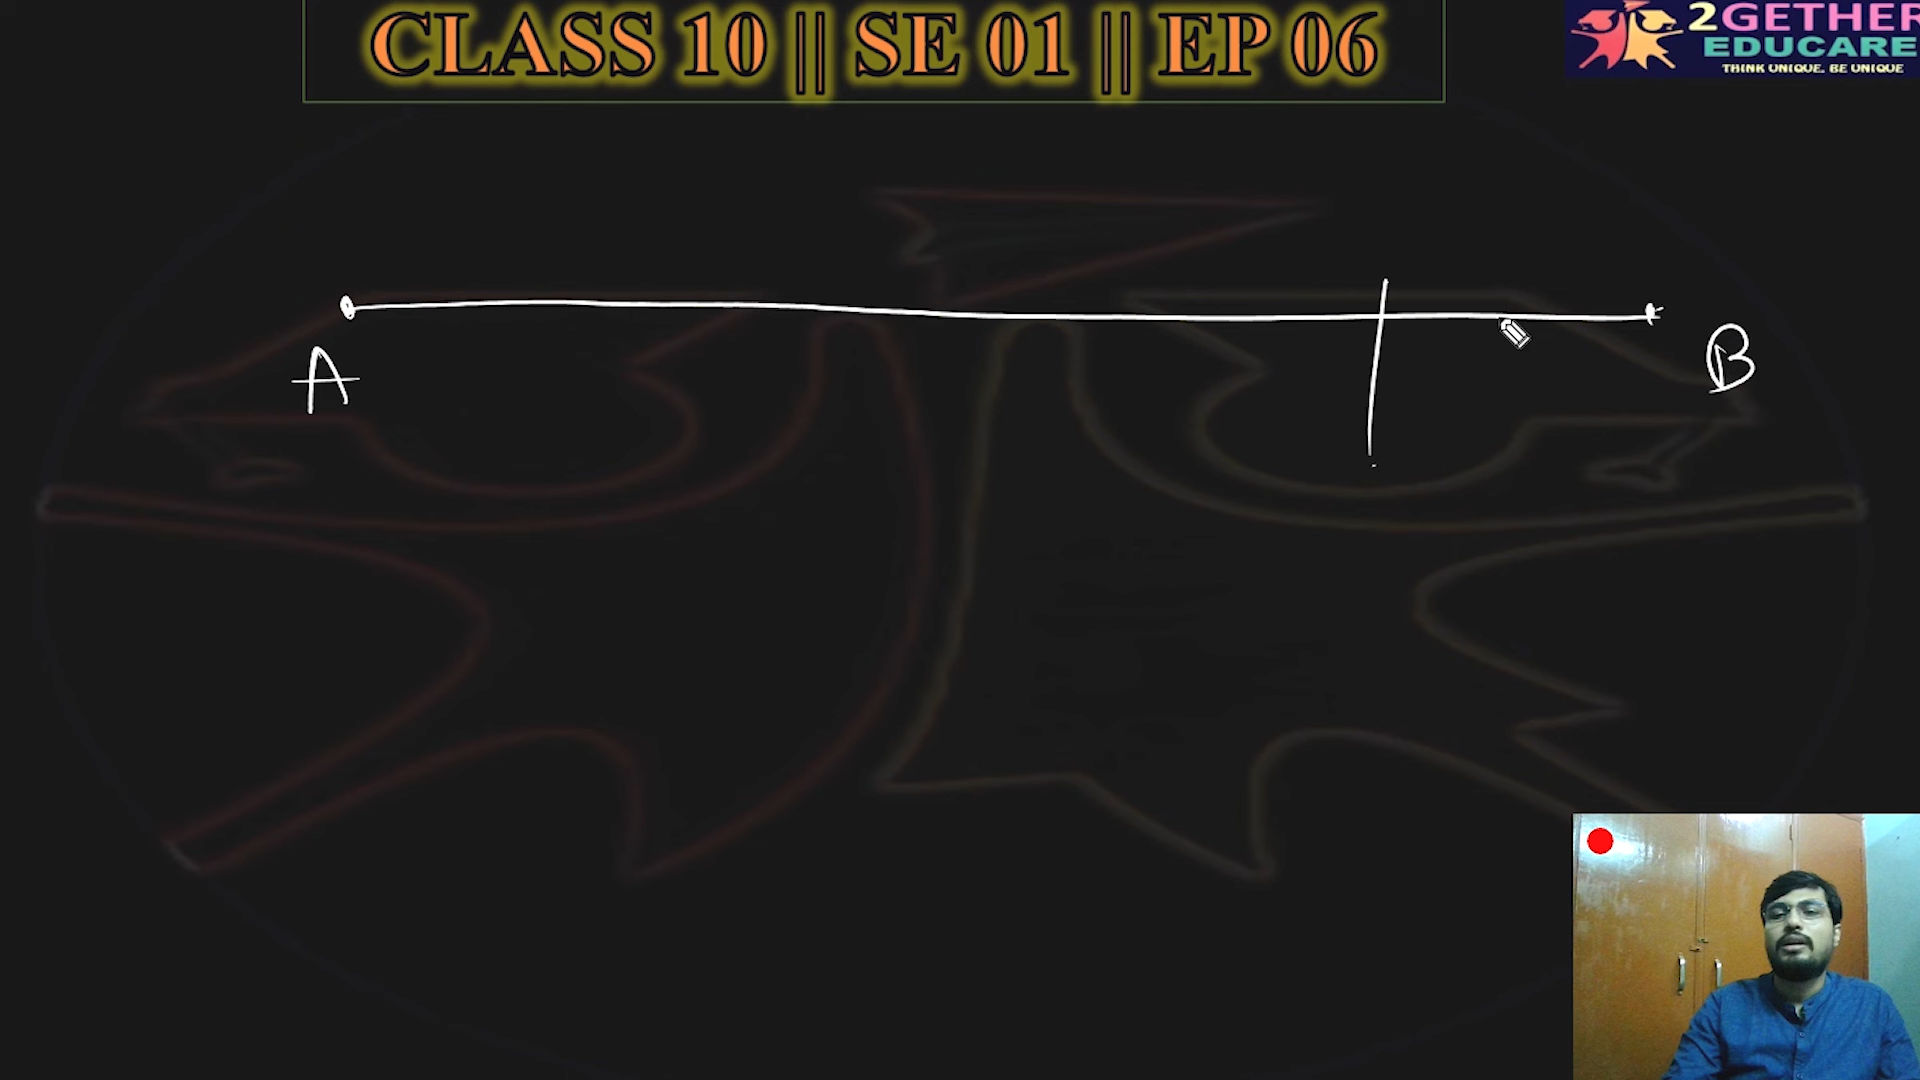 CLASS 10 || SE 01 || EP 06
2GETHER
EDUCARE
THINK UNIQUE. BE UNIQUE
A
B